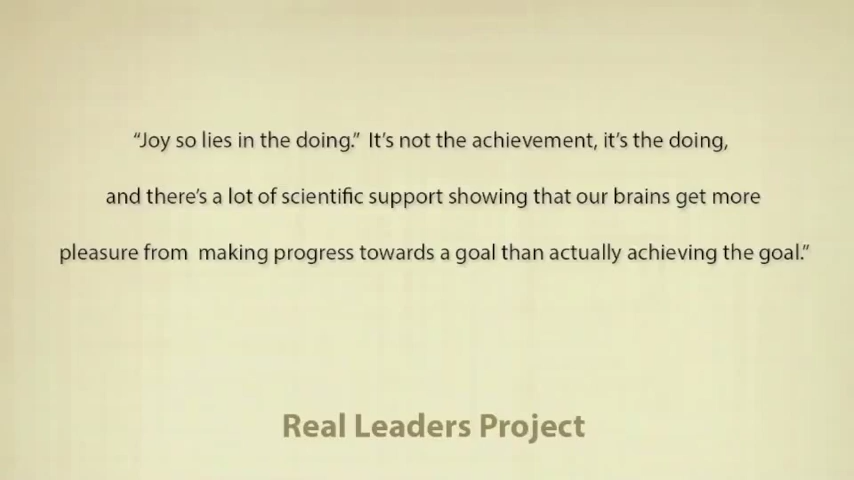 “Joy so lies in the doing.” It’s not the achievement, it’s the doing,
and there’s a lot of scientific support showing that our brains get more
pleasure from making progress towards a goal than actually achieving the goal.”
Real Leaders Project